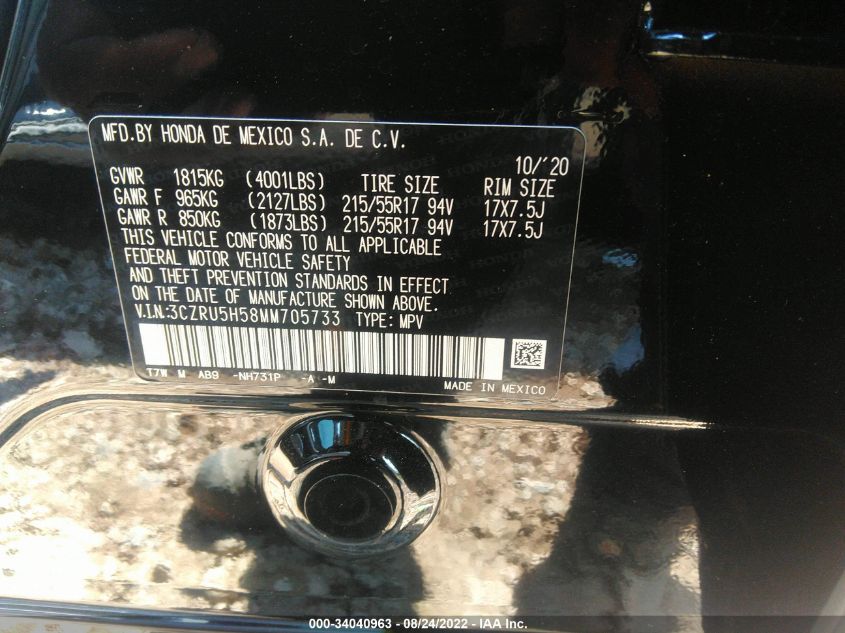 MFD.BY HONDA DE MEXICO S.A. DE C.V.
10/'20
GVWR 1815KG (4001LBS) TIRE SIZE RIM SIZE
GAWR F 965KG (2127LBS) 215/55R17 94V 17X7.5J
GAWR R 850KG (1873LBS) 215/55R17 94V 17X7.5J
THIS VEHICLE CONFORMS TO ALL APPLICABLE
FEDERAL MOTOR VEHICLE SAFETY
AND THEFT PREVENTION STANDARDS IN EFFECT
ON THE DATE OF MANUFACTURE SHOWN ABOVE.
V.I.N:3CZRU5H58MM705733 TYPE: MPV
T7W M AB9 -NH731P -A -M
MADE IN MEXICO
000-34040963 - 08/24/2022 - IAA Inc.